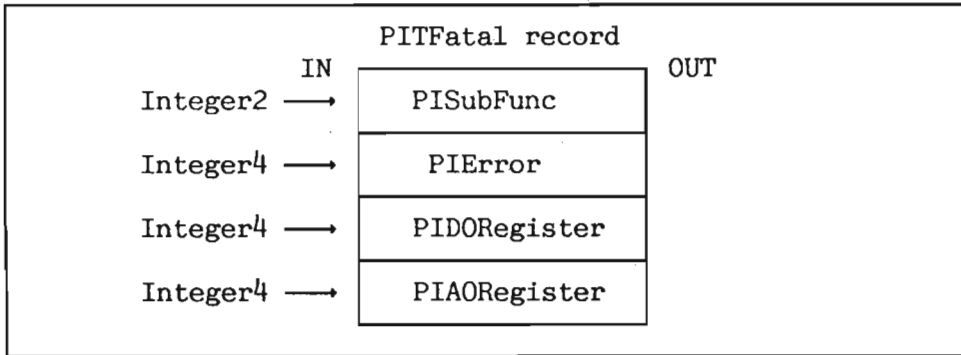 PITFatal record
IN OUT
Integer2 → PISubFunc
Integer4 → PIError
Integer4 → PIDORegister
Integer4 → PIAORegister